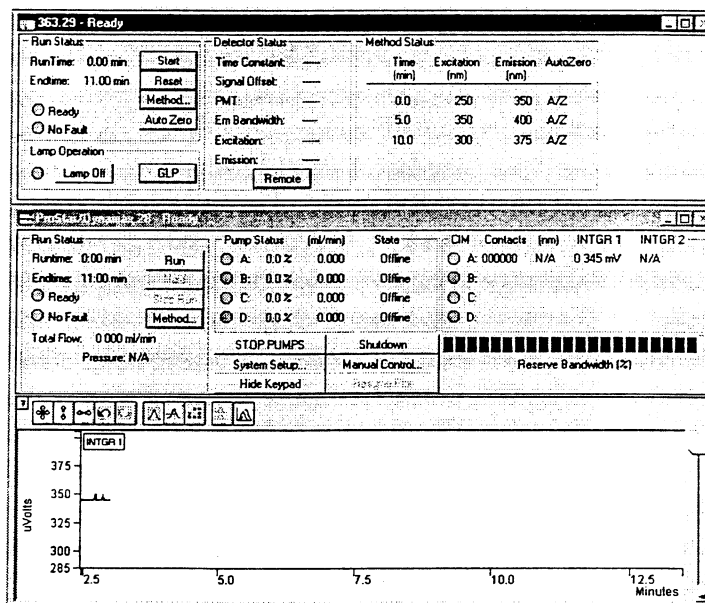 363.29 - Ready
Run Status
RunTime: 0.00 min
Start
Endtime: 11.00 min
Reset
Method...
Ready
Auto Zero
No Fault
Lamp Operation
Lamp Off
GLP
Detector Status
Time Constant: —
Signal Offset: —
PMT: —
Em Bandwidth: —
Excitation: —
Emission: —
Remote
Method Status
Time Excitation Emission AutoZero
(min) (nm) (nm)
0.0 250 350 A/Z
5.0 350 400 A/Z
10.0 300 375 A/Z
28 - Ready
Run Status
Runtime: 0:00 min
Run
Endtime: 11:00 min
Ready
No Fault
Method...
Total Flow: 0.000 ml/min
Pressure: N/A
Pump Status (ml/min) State
A: 0.0 % 0.000 Offline
B: 0.0 % 0.000 Offline
C: 0.0 % 0.000 Offline
D: 0.0 % 0.000 Offline
CIM Contacts (nm) INTGR 1 INTGR 2
A: 000000 N/A 0.345 mV N/A
B:
C:
D:
STOP PUMPS Shutdown
System Setup... Manual Control...
Hide Keypad
Reserve Bandwidth (%)
?
INTGR 1
375
350
325
300
285
uVolts
2.5 5.0 7.5 10.0 12.5
Minutes